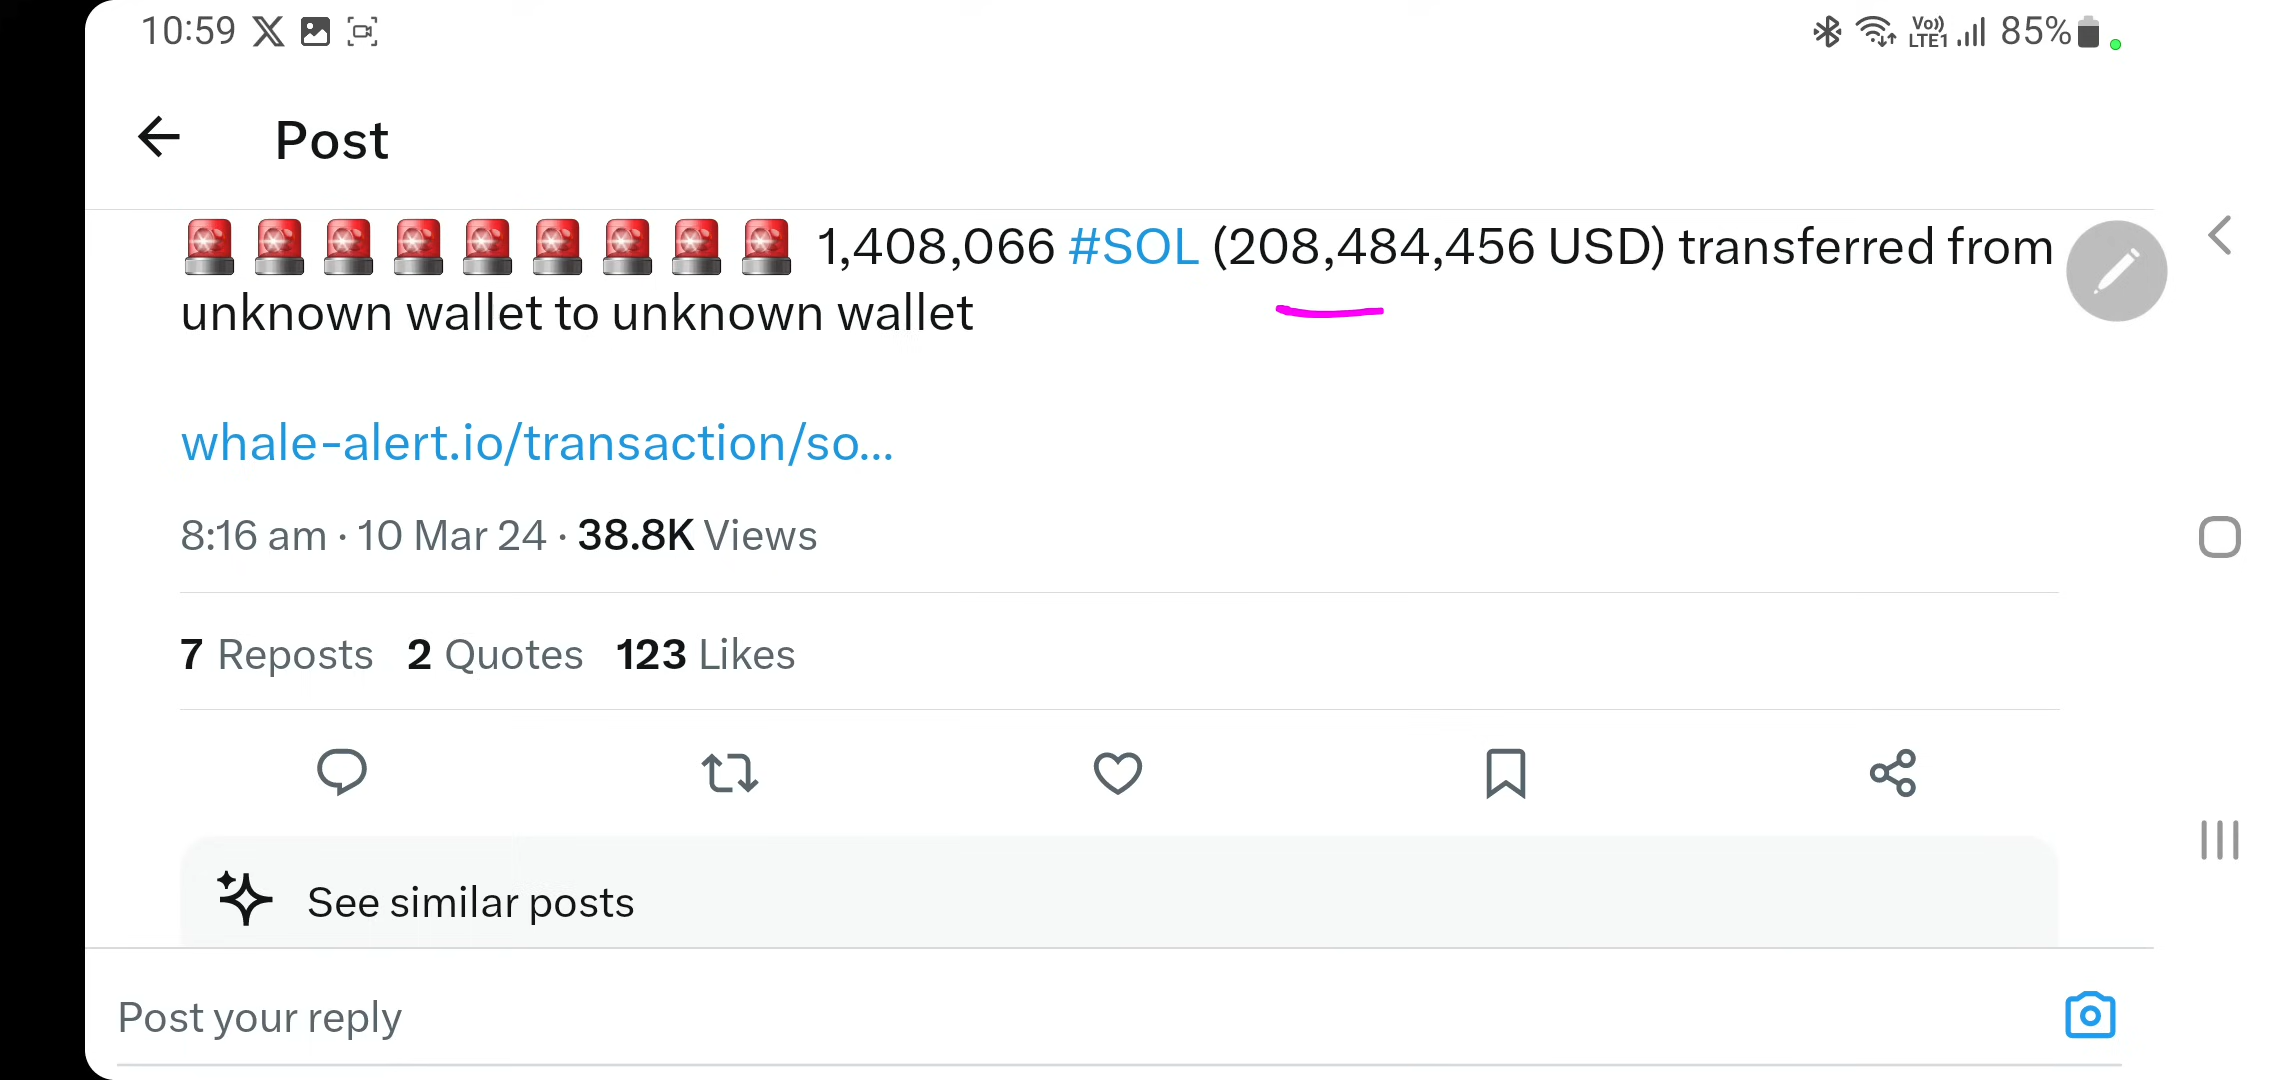 10:59 Vo)) LTE1 85%
Post
🚨🚨🚨🚨🚨🚨🚨🚨🚨 1,408,066 #SOL (208,484,456 USD) transferred from
unknown wallet to unknown wallet
whale-alert.io/transaction/so...
8:16 am · 10 Mar 24 · 38.8K Views
7 Reposts 2 Quotes 123 Likes
See similar posts
Post your reply